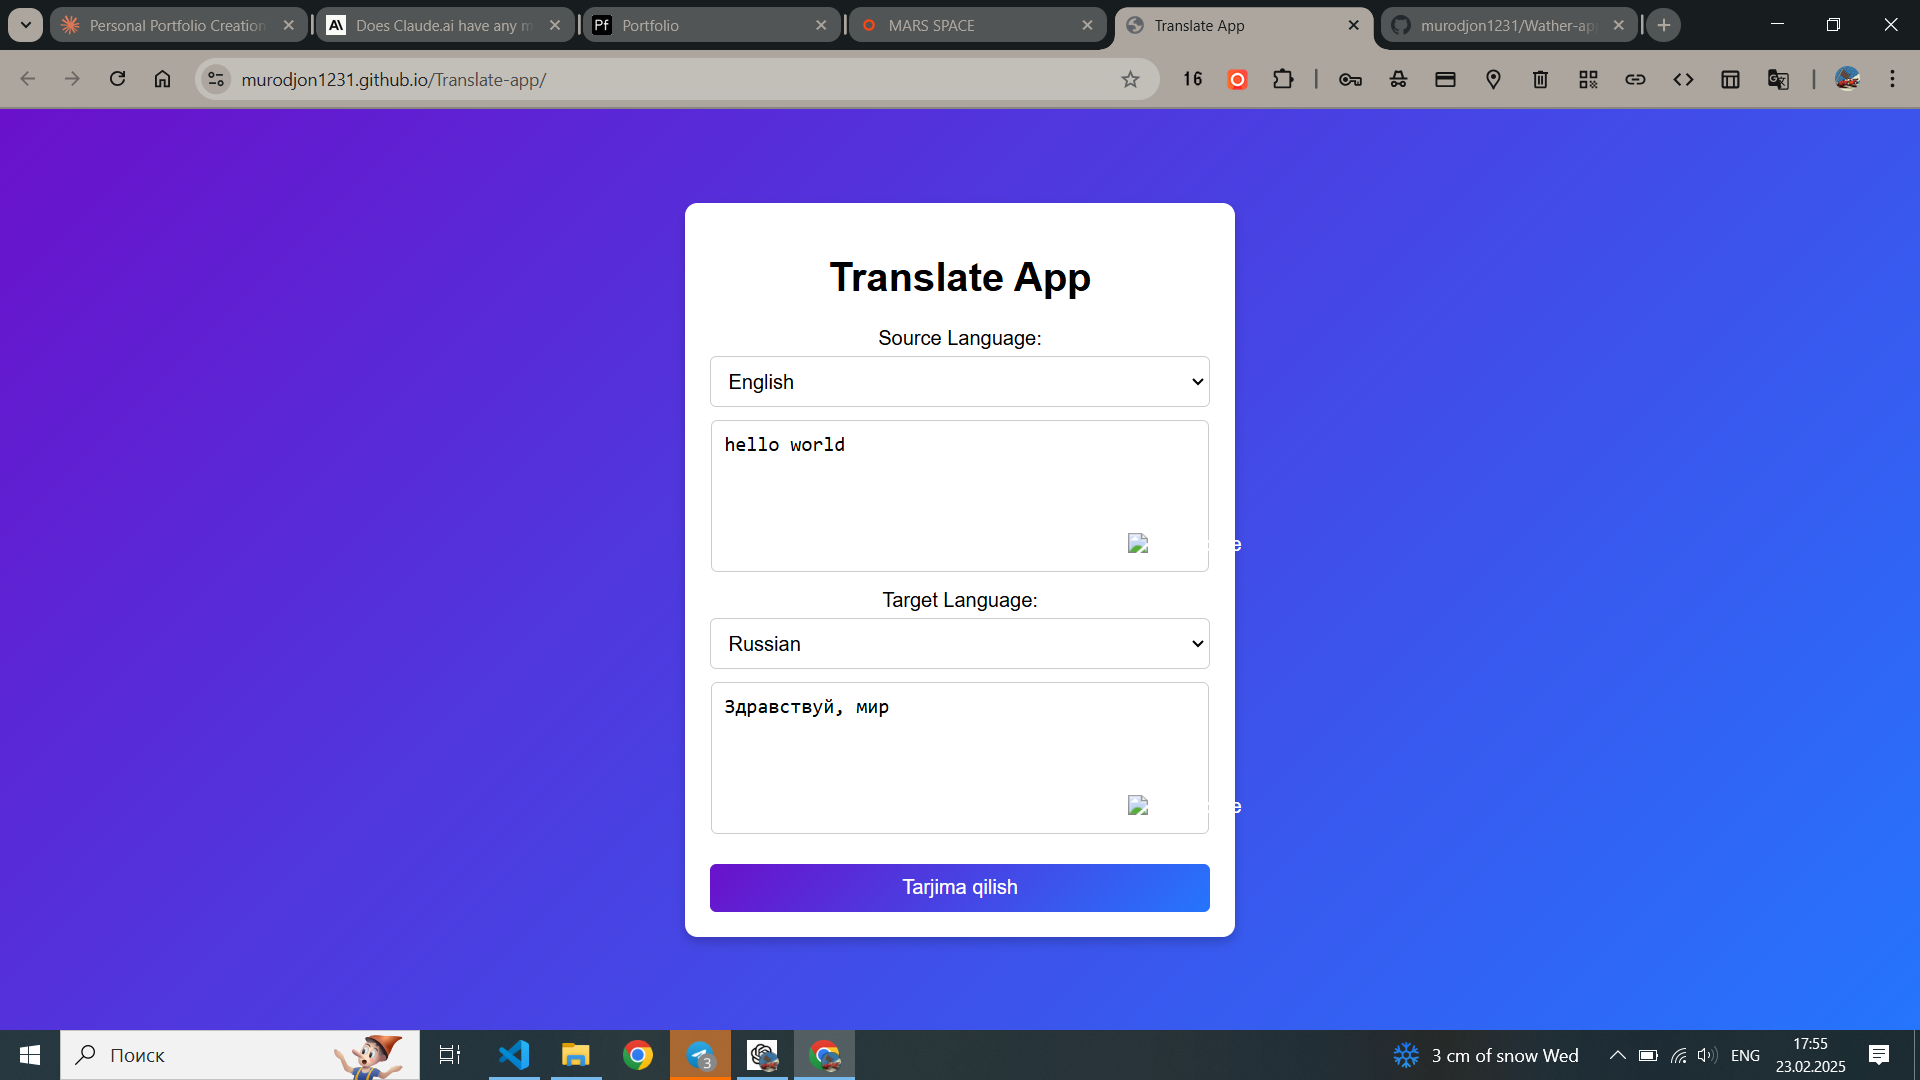 Personal Portfolio Creation
Does Claude.ai have any m
Portfolio
MARS SPACE
Translate App
murodjon1231/Wather-ap
murodjon1231.github.io/Translate-app/
16
Translate App
Source Language:
English
hello world
e
Target Language:
Russian
Здравствуй, мир
e
Tarjima qilish
Поиск
3
3 cm of snow Wed
ENG
17:55
23.02.2025